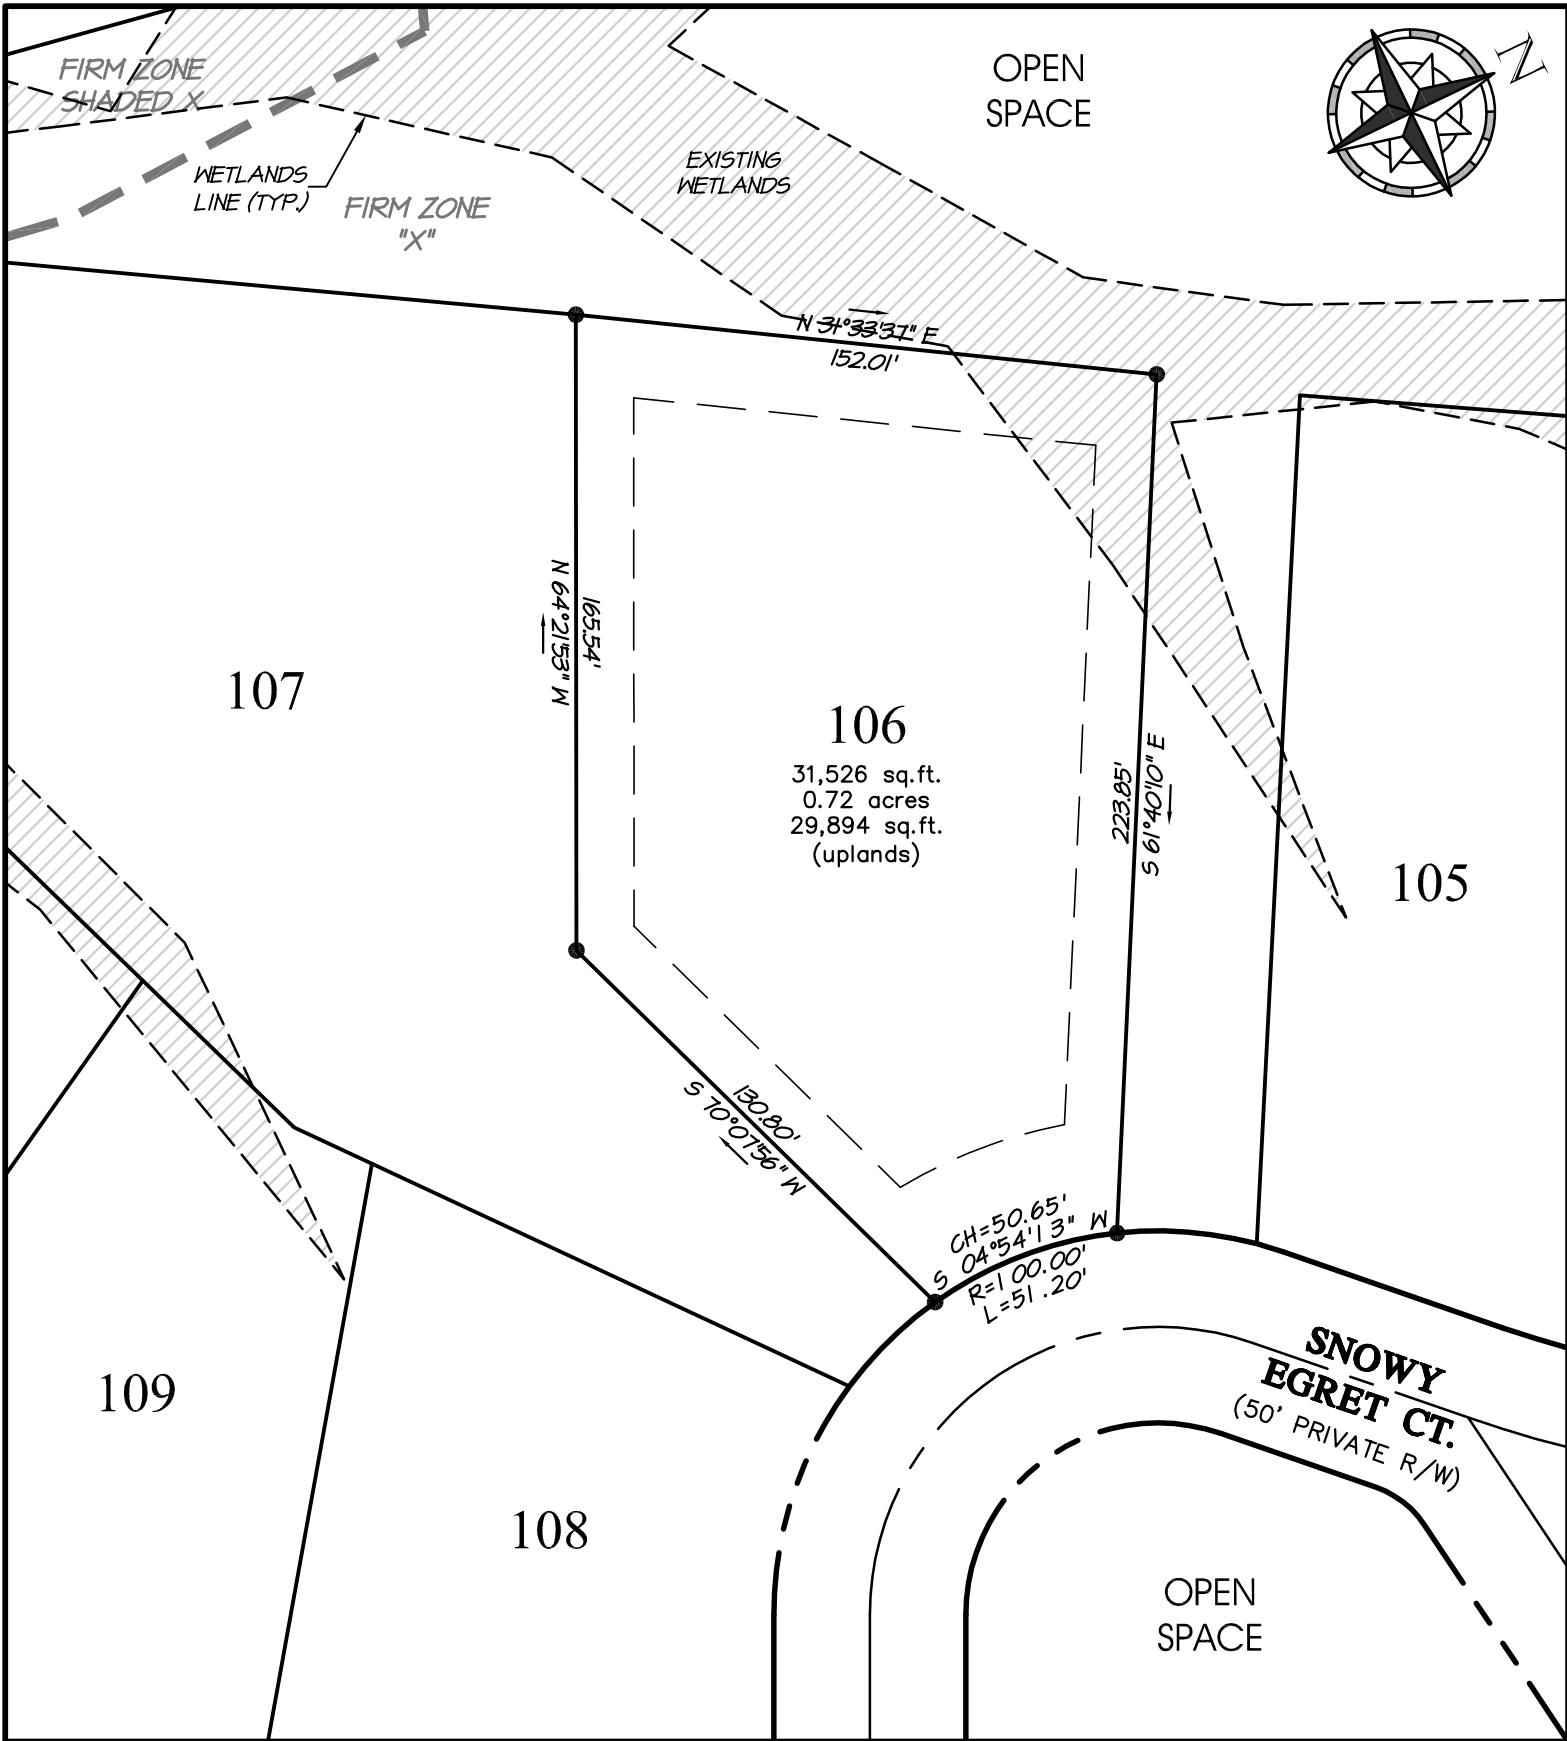 FIRM ZONE
SHADED X
OPEN
SPACE
N
WETLANDS
LINE (TYP.)
EXISTING
WETLANDS
FIRM ZONE
"X"
N 31°33'37" E
152.01'
165.54'
N 64°21'53" W
107
106
31,526 sq.ft.
0.72 acres
29,894 sq.ft.
(uplands)
223.85'
S 61°40'10" E
105
130.80'
S 70°07'56" W
CH=50.65'
S 04°54'13" W
R=100.00'
L=51.20'
109
108
SNOWY
EGRET CT.
(50' PRIVATE R/W)
OPEN
SPACE